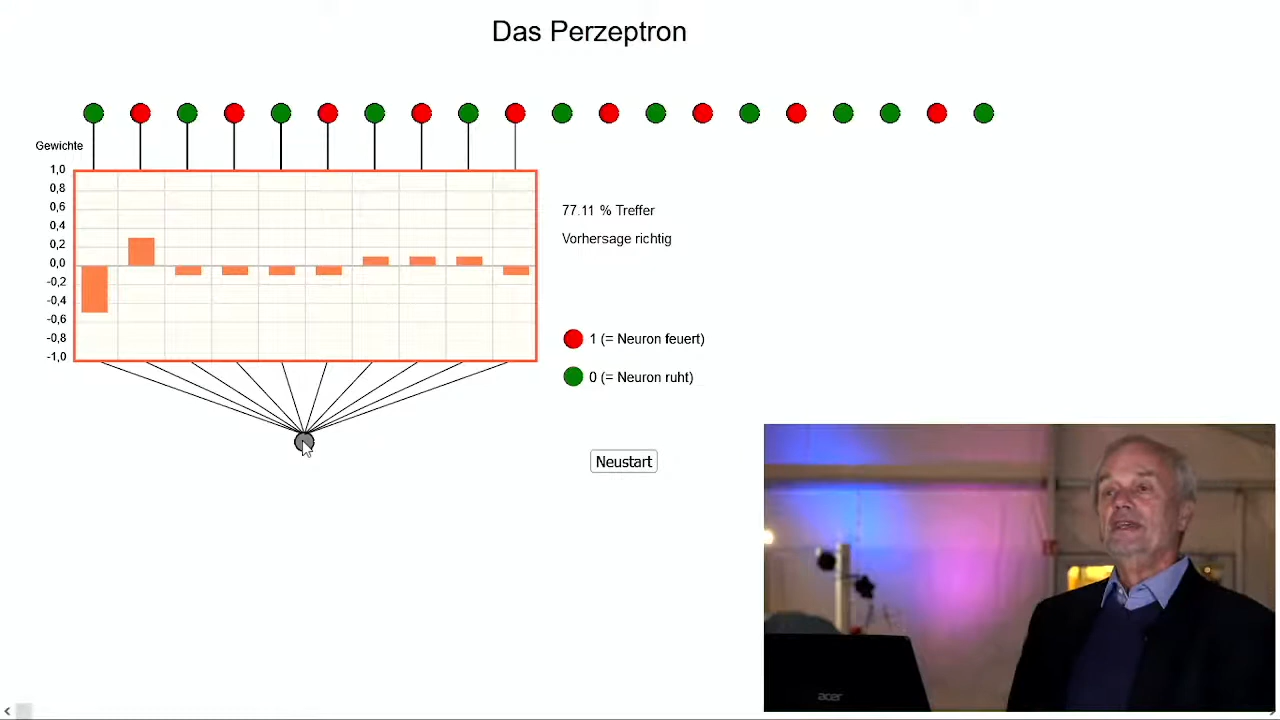 Das Perzeptron
Gewichte
1,0
0,8
0,6
0,4
0,2
0,0
-0,2
-0,4
-0,6
-0,8
-1,0
77.11 % Treffer
Vorhersage richtig
1 (= Neuron feuert)
0 (= Neuron ruht)
Neustart
acer